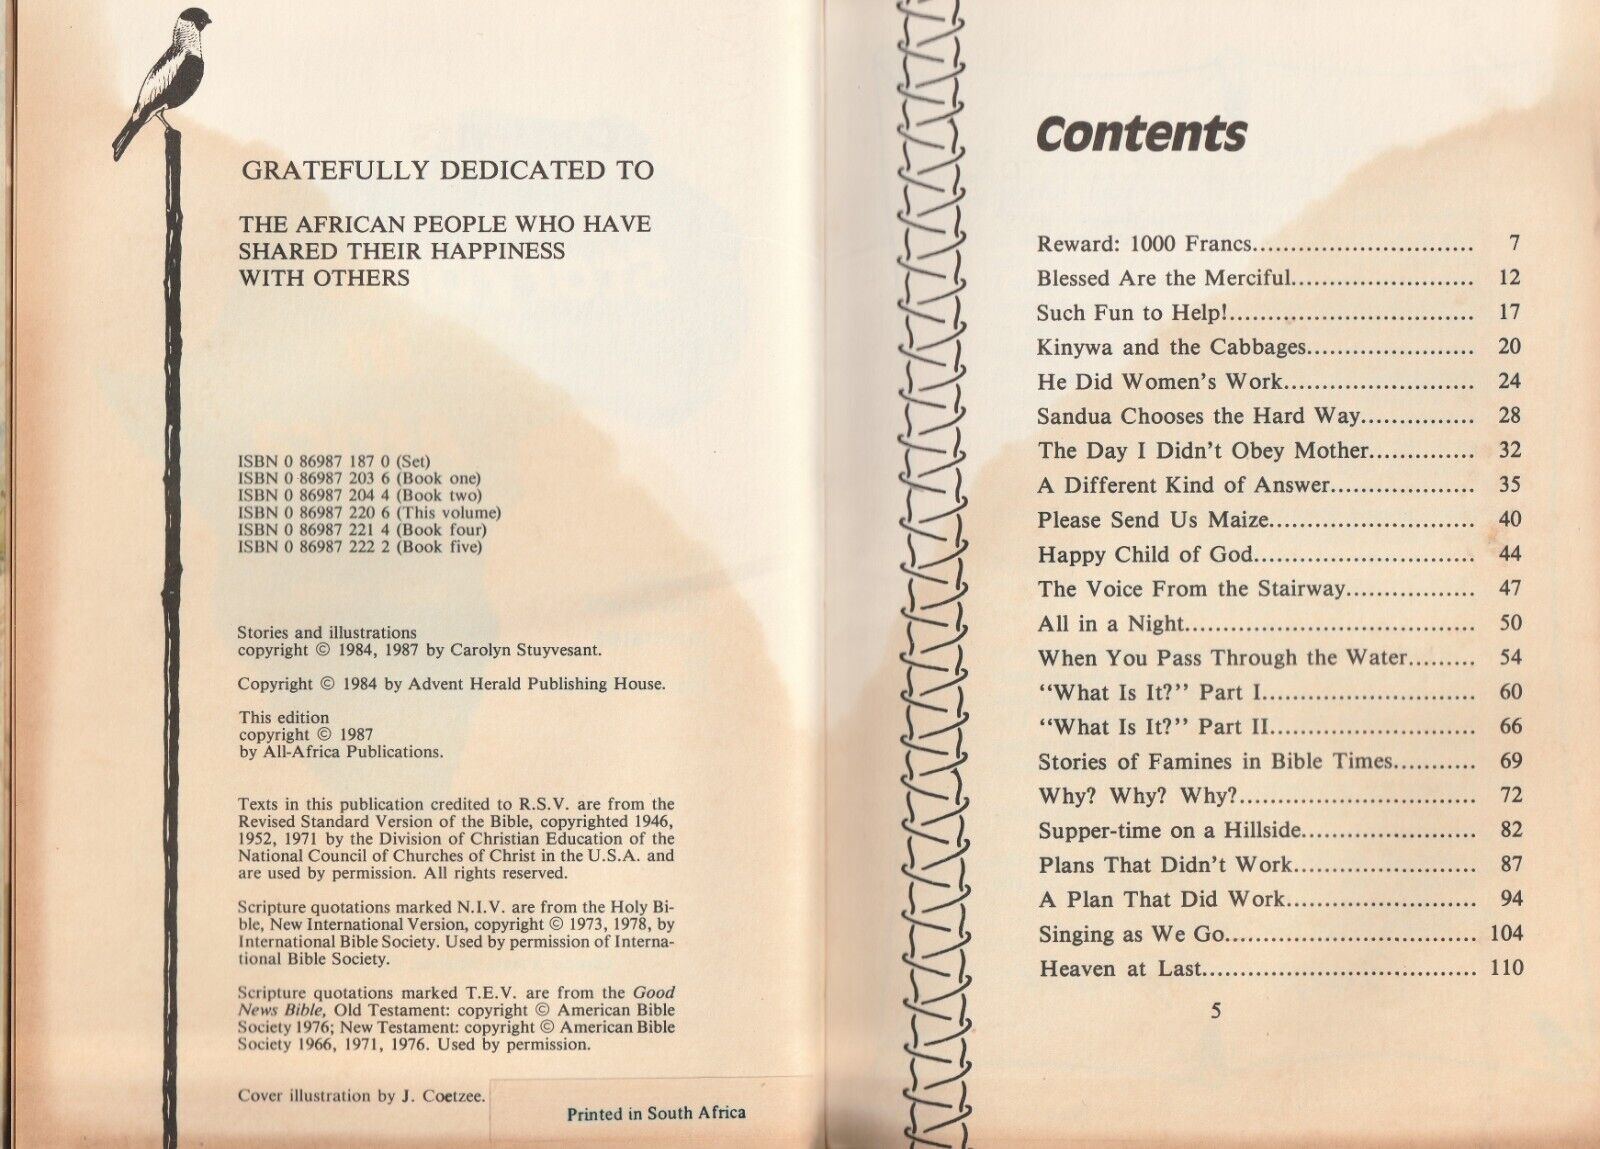 GRATEFULLY DEDICATED TO
THE AFRICAN PEOPLE WHO HAVE
SHARED THEIR HAPPINESS
WITH OTHERS
ISBN 0 86987 187 0 (Set)
ISBN 0 86987 203 6 (Book one)
ISBN 0 86987 204 4 (Book two)
ISBN 0 86987 220 6 (This volume)
ISBN 0 86987 221 4 (Book four)
ISBN 0 86987 222 2 (Book five)
Stories and illustrations
copyright © 1984, 1987 by Carolyn Stuyvesant.
Copyright © 1984 by Advent Herald Publishing House.
This edition
copyright © 1987
by All-Africa Publications.
Texts in this publication credited to R.S.V. are from the
Revised Standard Version of the Bible, copyrighted 1946,
1952, 1971 by the Division of Christian Education of the
National Council of Churches of Christ in the U.S.A. and
are used by permission. All rights reserved.
Scripture quotations marked N.I.V. are from the Holy Bi-
ble, New International Version, copyright © 1973, 1978, by
International Bible Society. Used by permission of Interna-
tional Bible Society.
Scripture quotations marked T.E.V. are from the Good
News Bible, Old Testament: copyright © American Bible
Society 1976; New Testament: copyright © American Bible
Society 1966, 1971, 1976. Used by permission.
Cover illustration by J. Coetzee.
Printed in South Africa
Contents
Reward: 1000 Francs............................. 7
Blessed Are the Merciful........................ 12
Such Fun to Help!................................ 17
Kinywa and the Cabbages...................... 20
He Did Women's Work......................... 24
Sandua Chooses the Hard Way............... 28
The Day I Didn't Obey Mother.............. 32
A Different Kind of Answer................... 35
Please Send Us Maize........................... 40
Happy Child of God............................. 44
The Voice From the Stairway................. 47
All in a Night...................................... 50
When You Pass Through the Water......... 54
"What Is It?" Part I............................ 60
"What Is It?" Part II........................... 66
Stories of Famines in Bible Times........... 69
Why? Why? Why?............................... 72
Supper-time on a Hillside....................... 82
Plans That Didn't Work........................ 87
A Plan That Did Work......................... 94
Singing as We Go................................. 104
Heaven at Last.................................... 110
5